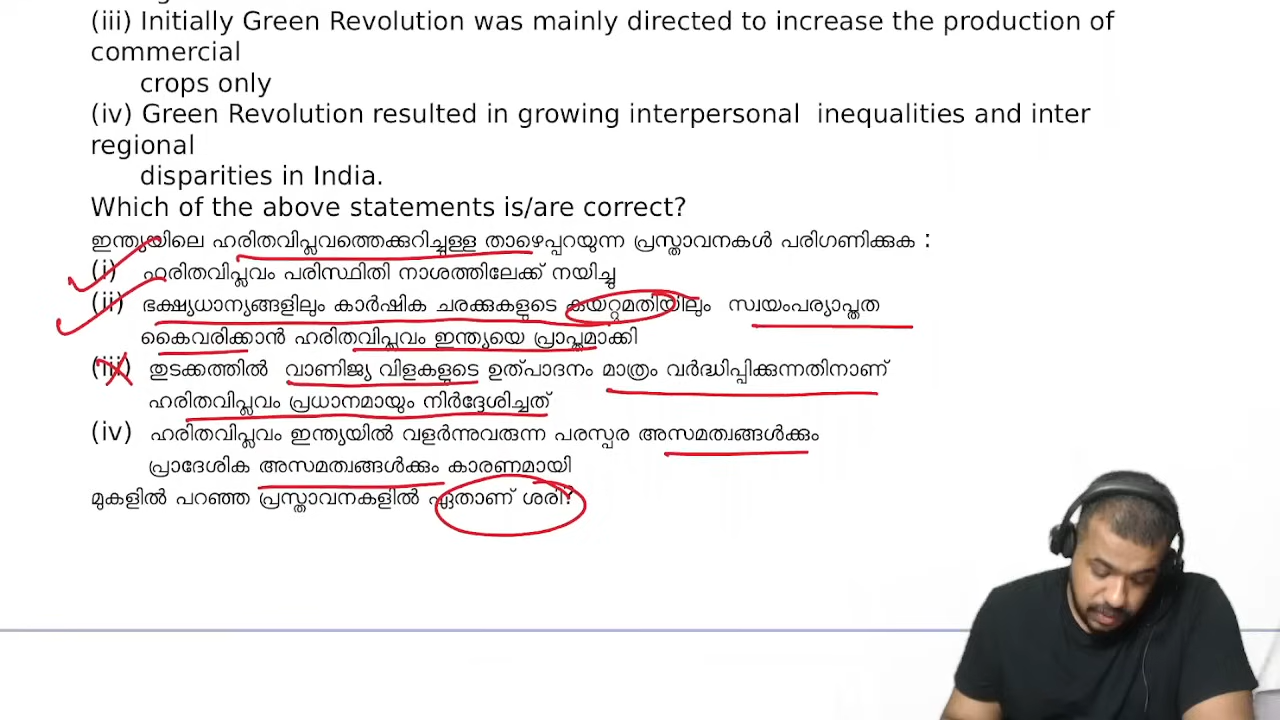 (iii) Initially Green Revolution was mainly directed to increase the production of
commercial
crops only
(iv) Green Revolution resulted in growing interpersonal inequalities and inter
regional
disparities in India.
Which of the above statements is/are correct?
ഇന്ത്യയിലെ ഹരിതവിപ്ലവത്തെക്കുറിച്ചുള്ള താഴെപ്പറയുന്ന പ്രസ്താവനകൾ പരിഗണിക്കുക :
(i) ഹരിതവിപ്ലവം പരിസ്ഥിതി നാശത്തിലേക്ക് നയിച്ചു
(ii) ഭക്ഷ്യധാന്യങ്ങളിലും കാർഷിക ചരക്കുകളുടെ കയറ്റുമതിയിലും സ്വയംപര്യാപ്തത
കൈവരിക്കാൻ ഹരിതവിപ്ലവം ഇന്ത്യയെ പ്രാപ്തമാക്കി
(iii) തുടക്കത്തിൽ വാണിജ്യ വിളകളുടെ ഉത്പാദനം മാത്രം വർദ്ധിപ്പിക്കുന്നതിനാണ്
ഹരിതവിപ്ലവം പ്രധാനമായും നിർദ്ദേശിച്ചത്
(iv) ഹരിതവിപ്ലവം ഇന്ത്യയിൽ വളർന്നുവരുന്ന പരസ്പര അസമത്വങ്ങൾക്കും
പ്രാദേശിക അസമത്വങ്ങൾക്കും കാരണമായി
മുകളിൽ പറഞ്ഞ പ്രസ്താവനകളിൽ ഏതാണ് ശരി?